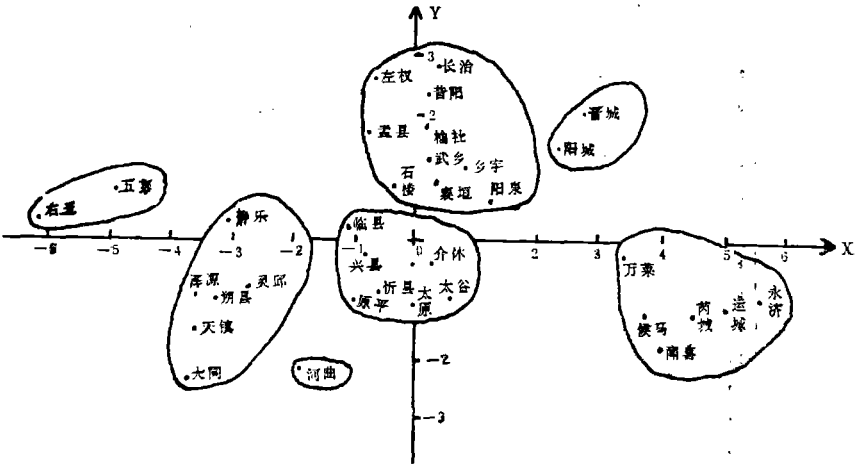 Y
3
长治
左权
昔阳
2
晋城
盂县
榆社
阳城
武乡
乡宁
石
楼
襄垣
阳泉
五寨
右玉
静乐
临县
-6
-5
-4
-3
-2
-1
0
2
3
4
5
6
X
兴县
介休
万荣
浑源
灵邱
朔县
忻县
太
原
太谷
原平
永
济
运
城
芮
城
侯马
天镇
-2
大同
河曲
-3